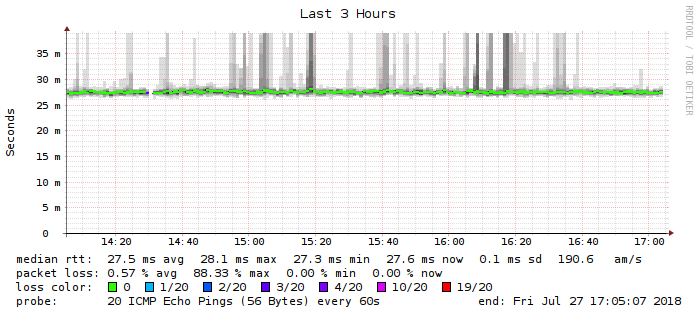 Last 3 Hours
RRDTOOL / TOBI OETIKER
Seconds
35 m
30 m
25 m
20 m
15 m
10 m
5 m
0
14:20 14:40 15:00 15:20 15:40 16:00 16:20 16:40 17:00
median rtt: 27.5 ms avg 28.1 ms max 27.3 ms min 27.6 ms now 0.1 ms sd 190.6 am/s
packet loss: 0.57 % avg 88.33 % max 0.00 % min 0.00 % now
loss color: 0 1/20 2/20 3/20 4/20 10/20 19/20
probe: 20 ICMP Echo Pings (56 Bytes) every 60s end: Fri Jul 27 17:05:07 2018